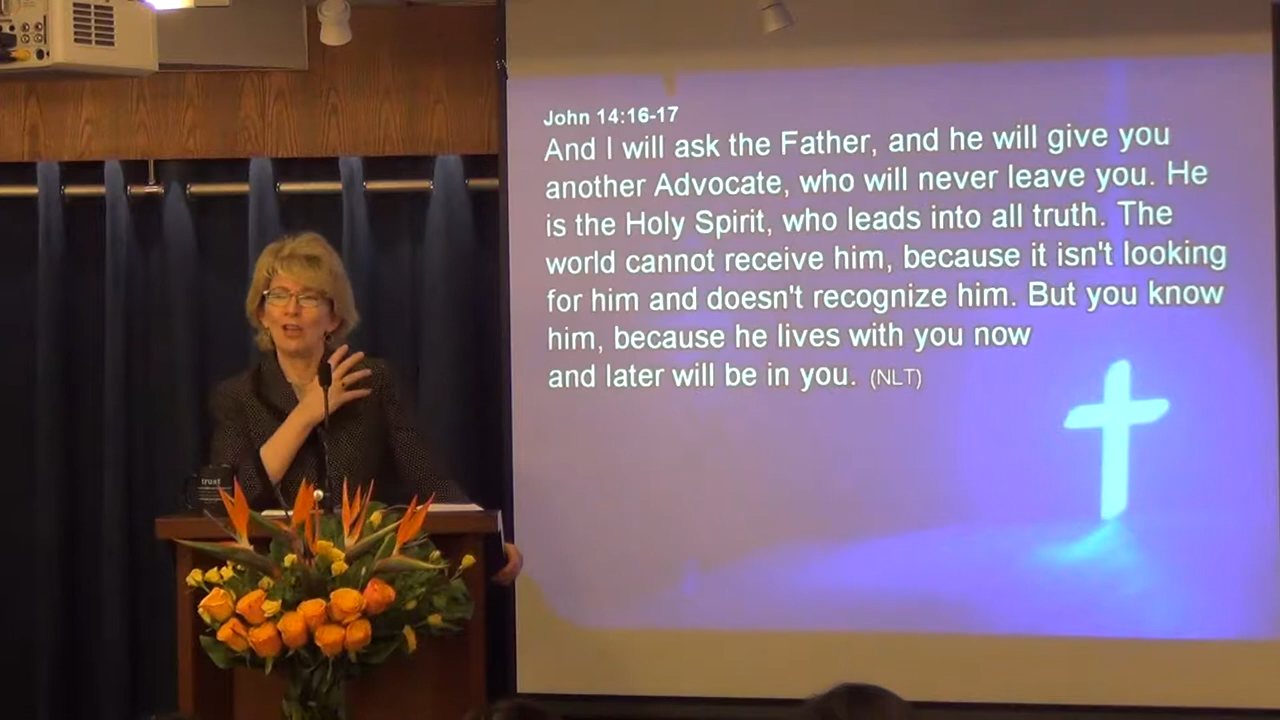 John 14:16-17
And I will ask the Father, and he will give you
another Advocate, who will never leave you. He
is the Holy Spirit, who leads into all truth. The
world cannot receive him, because it isn't looking
for him and doesn't recognize him. But you know
him, because he lives with you now
and later will be in you. (NLT)
trust